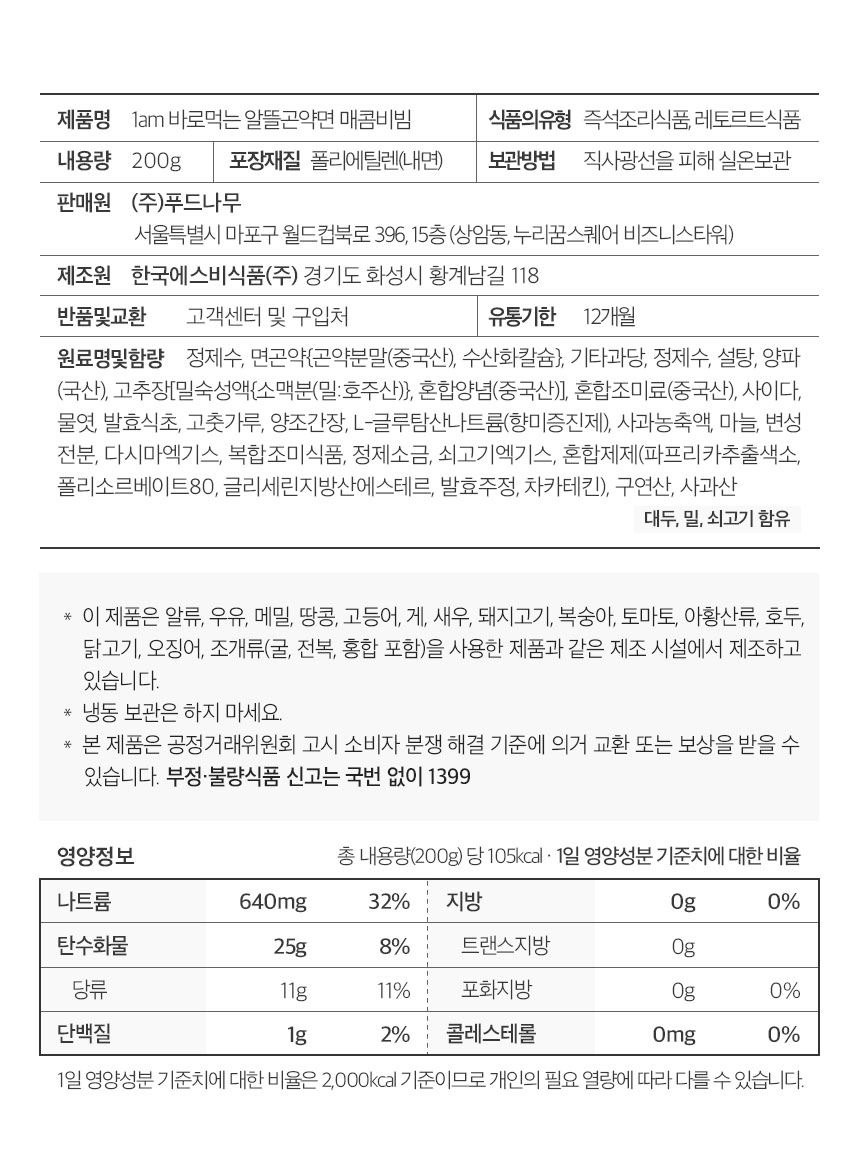 제품명 1am 바로먹는 알뜰곤약면 매콤비빔 식품의유형 즉석조리식품, 레토르트식품
내용량 200g 포장재질 폴리에틸렌(내면) 보관방법 직사광선을 피해 실온보관
판매원 (주)푸드나무
서울특별시 마포구 월드컵북로 396, 15층 (상암동, 누리꿈스퀘어 비즈니스타워)
제조원 한국에스비식품(주) 경기도 화성시 황계남길 118
반품및교환 고객센터 및 구입처 유통기한 12개월
원료명및함량 정제수, 면곤약{곤약분말(중국산), 수산화칼슘}, 기타과당, 정제수, 설탕, 양파
(국산), 고추장[밀숙성액{소맥분(밀:호주산)}, 혼합양념(중국산)], 혼합조미료(중국산), 사이다,
물엿, 발효식초, 고춧가루, 양조간장, L-글루탐산나트륨(향미증진제), 사과농축액, 마늘, 변성
전분, 다시마엑기스, 복합조미식품, 정제소금, 쇠고기엑기스, 혼합제제(파프리카추출색소,
폴리소르베이트80, 글리세린지방산에스테르, 발효주정, 차카테킨), 구연산, 사과산
대두, 밀, 쇠고기 함유
* 이 제품은 알류, 우유, 메밀, 땅콩, 고등어, 게, 새우, 돼지고기, 복숭아, 토마토, 아황산류, 호두,
닭고기, 오징어, 조개류(굴, 전복, 홍합 포함)을 사용한 제품과 같은 제조 시설에서 제조하고
있습니다.
* 냉동 보관은 하지 마세요.
* 본 제품은 공정거래위원회 고시 소비자 분쟁 해결 기준에 의거 교환 또는 보상을 받을 수
있습니다. 부정·불량식품 신고는 국번 없이 1399
영양정보 총 내용량(200g) 당 105kcal · 1일 영양성분 기준치에 대한 비율
나트륨 640mg 32% 지방 0g 0%
탄수화물 25g 8% 트랜스지방 0g
당류 11g 11% 포화지방 0g 0%
단백질 1g 2% 콜레스테롤 0mg 0%
1일 영양성분 기준치에 대한 비율은 2,000kcal 기준이므로 개인의 필요 열량에 따라 다를 수 있습니다.